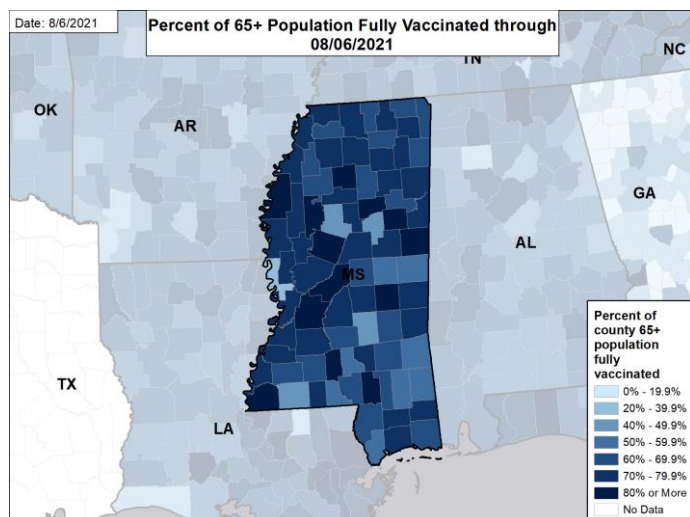 Date: 8/6/2021
Percent of 65+ Population Fully Vaccinated through
08/06/2021
TN
NC
OK
AR
GA
AL
MS
TX
LA
Percent of
county 65+
population
fully
vaccinated
0% - 19.9%
20% - 39.9%
40% - 49.9%
50% - 59.9%
60% - 69.9%
70% - 79.9%
80% or More
No Data